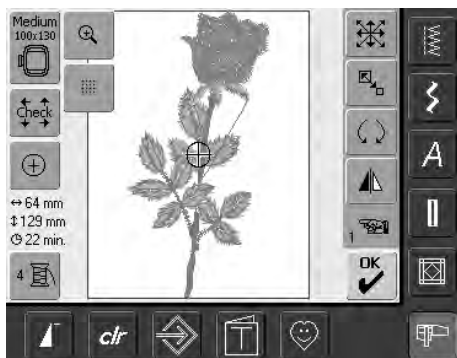 Medium
100x130
Check
64 mm
129 mm
22 min.
4
1
OK
A
clr
T